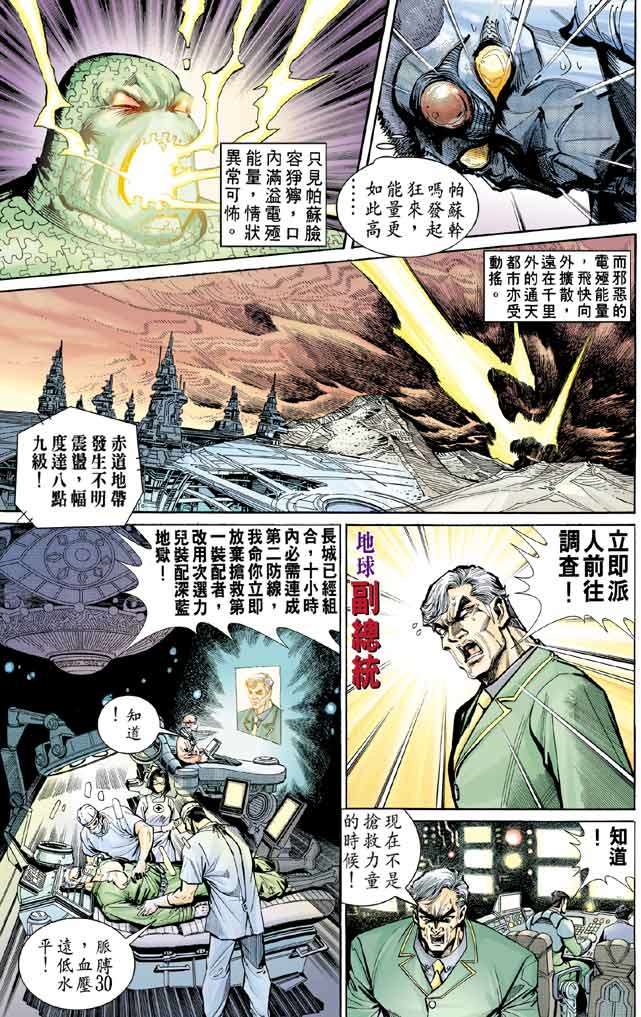 帕蘇幹
嗎發起
狂來，
能量更
如此高
……
只見帕蘇臉
容猙獰，口
內滿溢電殛
能量，情狀
異常可怖。
而邪惡的
電殛能量
，飛快向
外擴散，
遠在千里
外的通天
都市亦受
動搖。
赤道地帶
發生不明
震盪，幅
度達八點
九級！
立即派
人前往
調查！
地球
副總統
長城已經組
合，十小時
內必需連成
第二防線，
我命你立即
放棄搶救第
一裝配者，
改用次選力
兒裝配深藍
地獄！
知道
！
知道
！
現在不是
搶救力童
的時候！
脈膊30
，血壓
遠低水
平！